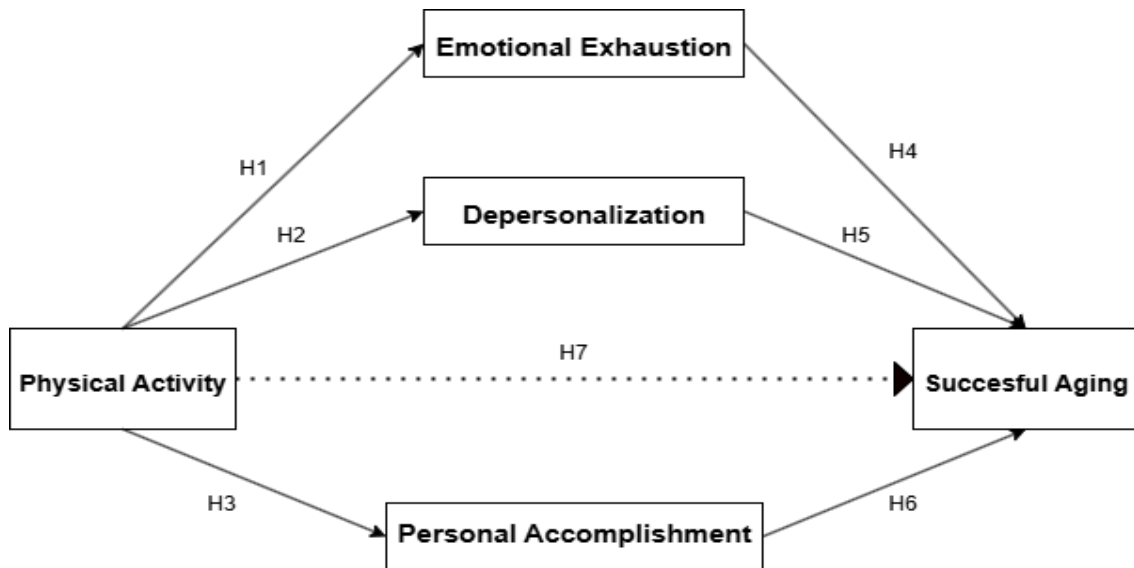 Emotional Exhaustion
H1
H4
Depersonalization
H2
H5
Physical Activity
H7
Succesful Aging
H3
Personal Accomplishment
H6